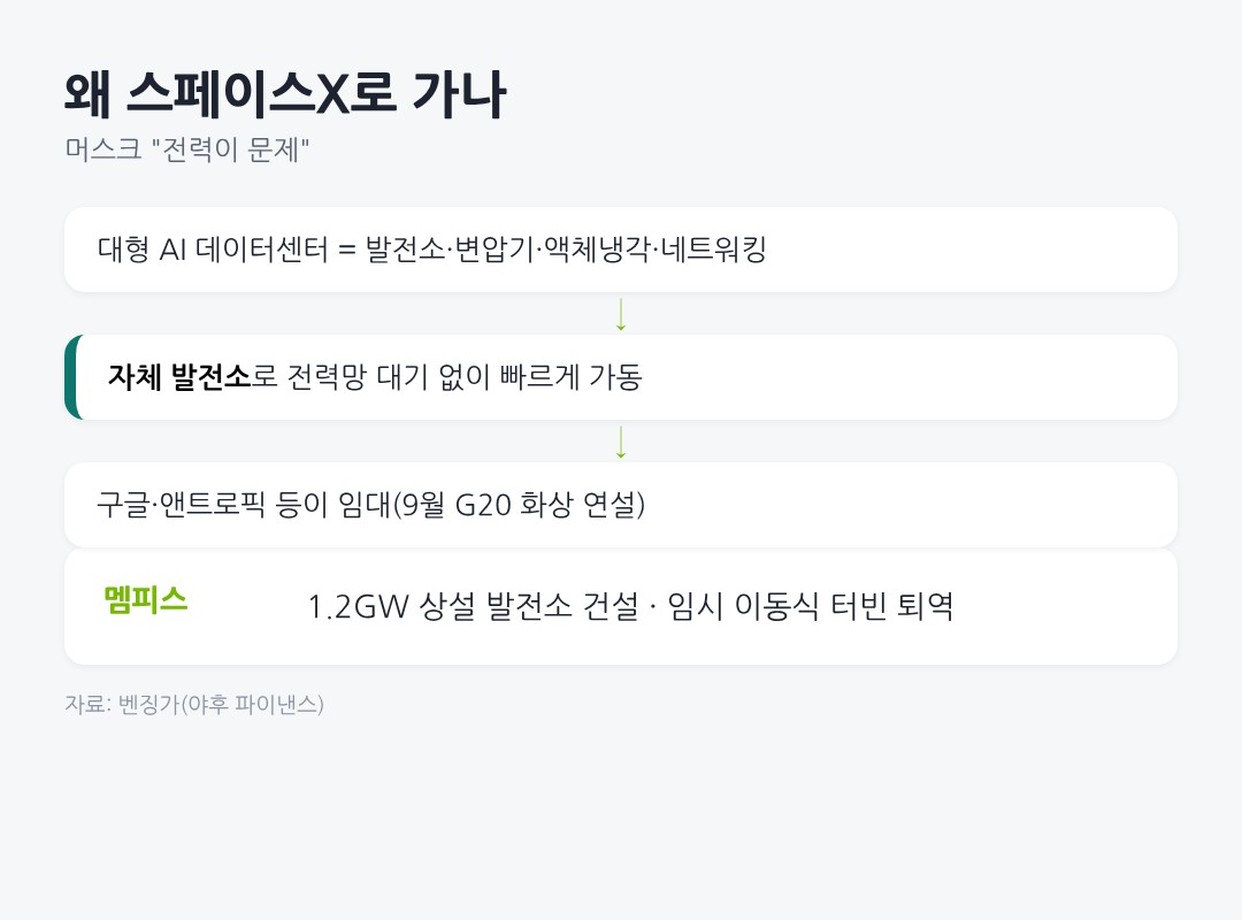 왜 스페이스X로 가나
머스크 "전력이 문제"
대형 AI 데이터센터 = 발전소·변압기·액체냉각·네트워킹
↓
자체 발전소로 전력망 대기 없이 빠르게 가동
↓
구글·앤트로픽 등이 임대(9월 G20 화상 연설)
멤피스 1.2GW 상설 발전소 건설 · 임시 이동식 터빈 퇴역
자료: 벤징가(야후 파이낸스)